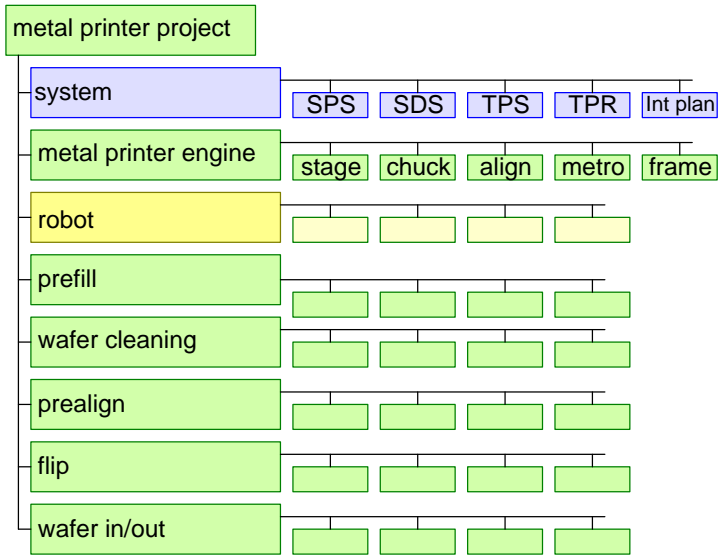 metal printer project
system
SPS SDS TPS TPR Int plan
metal printer engine
stage chuck align metro frame
robot
prefill
wafer cleaning
prealign
flip
wafer in/out